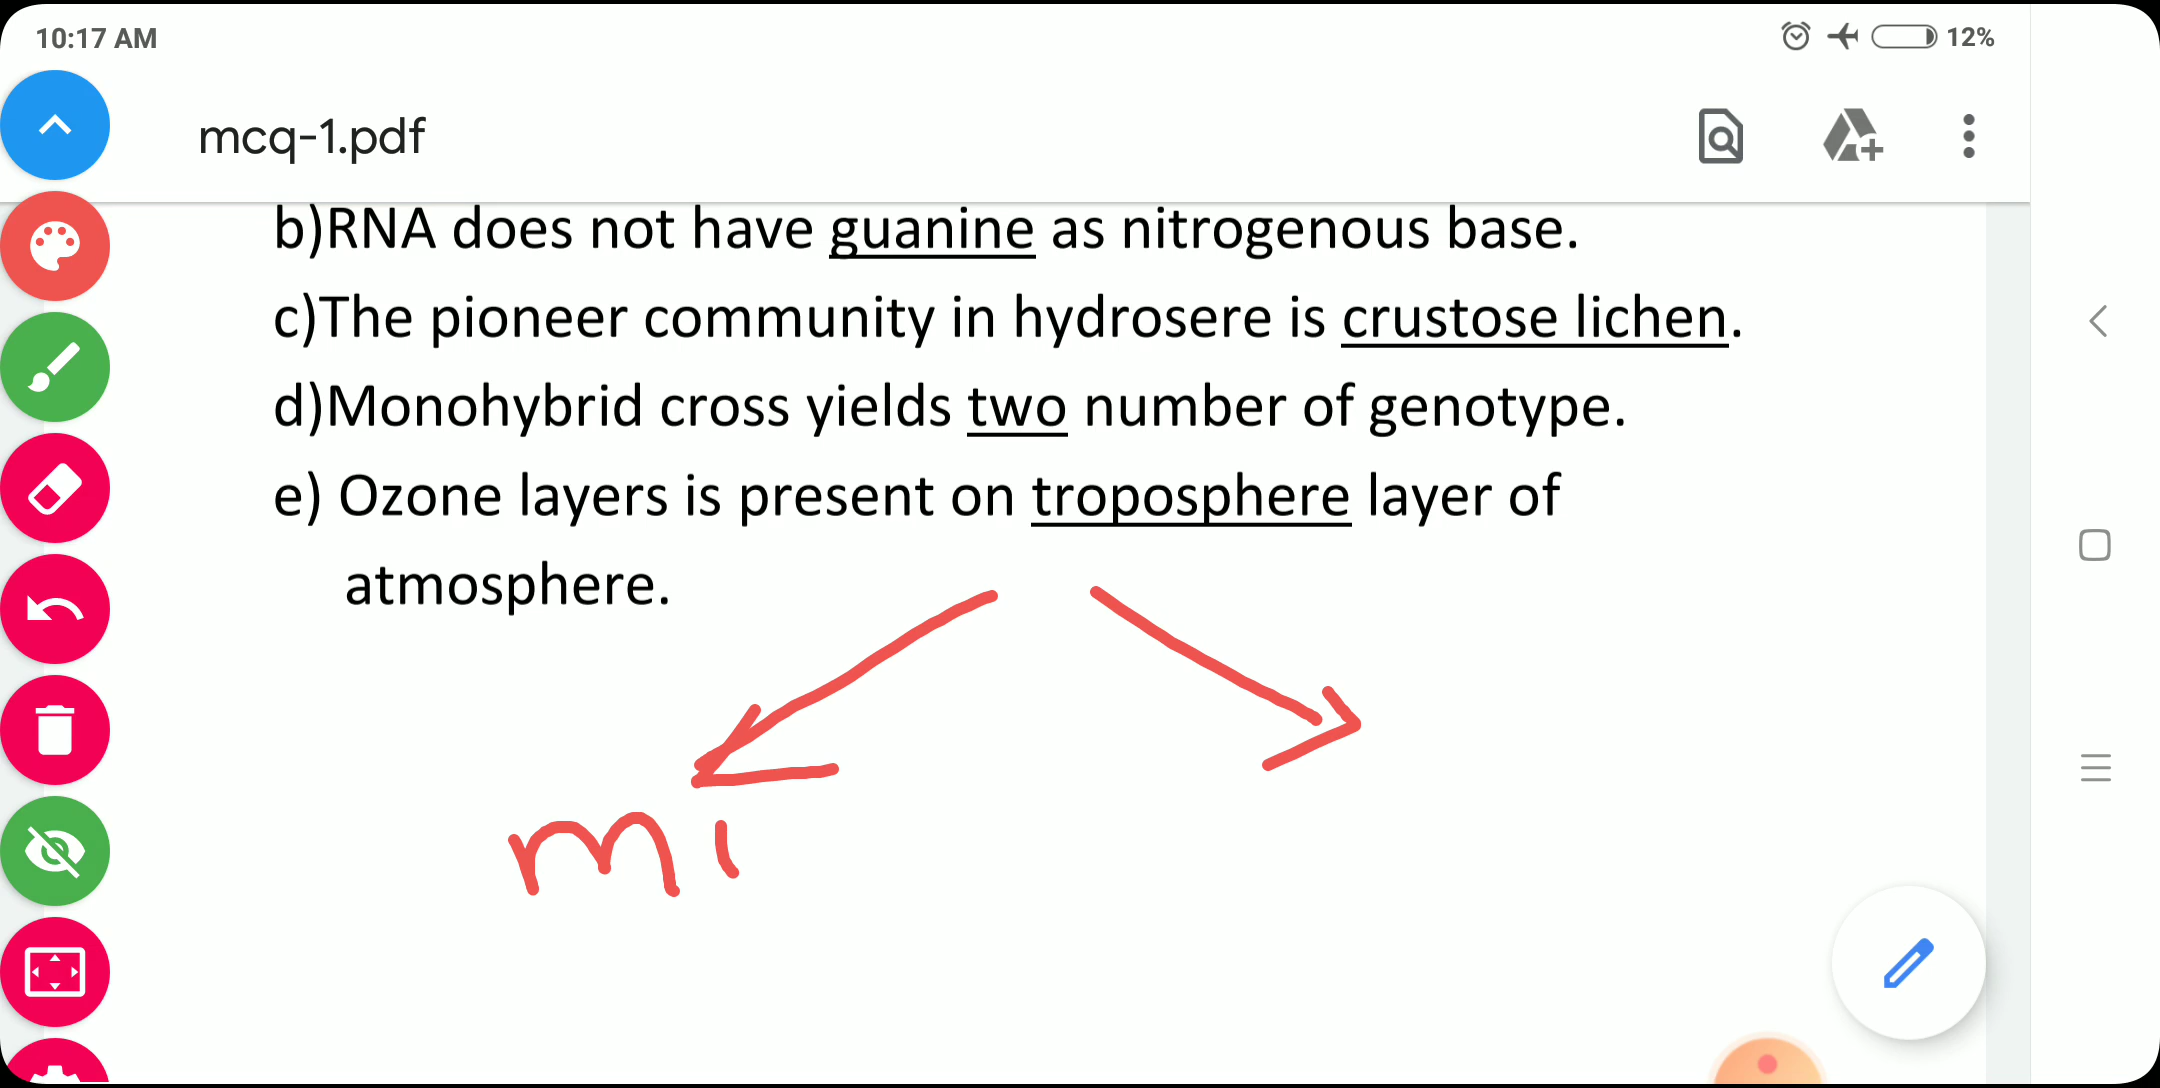 10:17 AM
12%
mcq-1.pdf
b)RNA does not have guanine as nitrogenous base.
c)The pioneer community in hydrosere is crustose lichen.
d)Monohybrid cross yields two number of genotype.
e) Ozone layers is present on troposphere layer of
atmosphere.
mi